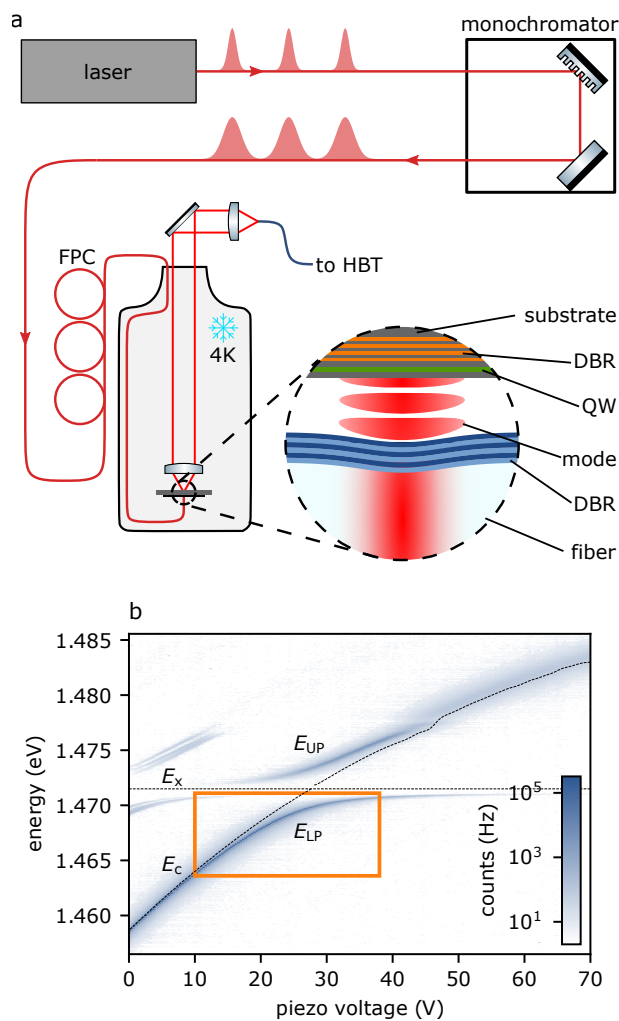 a
monochromator
laser
FPC
to HBT
4K
substrate
DBR
QW
mode
DBR
fiber
b
1.485
1.480
1.475
1.470
1.465
1.460
energy (eV)
E_UP
E_x
E_LP
E_c
10^5
10^3
10^1
counts (Hz)
0 10 20 30 40 50 60 70
piezo voltage (V)